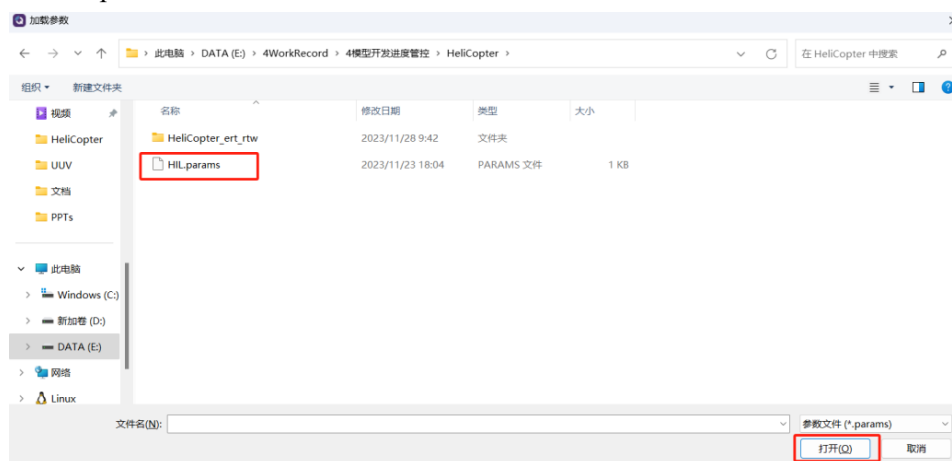 加载参数
此电脑 › DATA (E:) › 4WorkRecord › 4模型开发进度管控 › HeliCopter ›
在 HeliCopter 中搜索
组织 新建文件夹
名称 修改日期 类型 大小
视频
HeliCopter
UUV
文档
PPTs
此电脑
Windows (C:)
新加卷 (D:)
DATA (E:)
网络
Linux
HeliCopter_ert_rtw 2023/11/28 9:42 文件夹
HIL.params 2023/11/23 18:04 PARAMS 文件 1 KB
文件名(N): 参数文件 (*.params)
打开(O) 取消